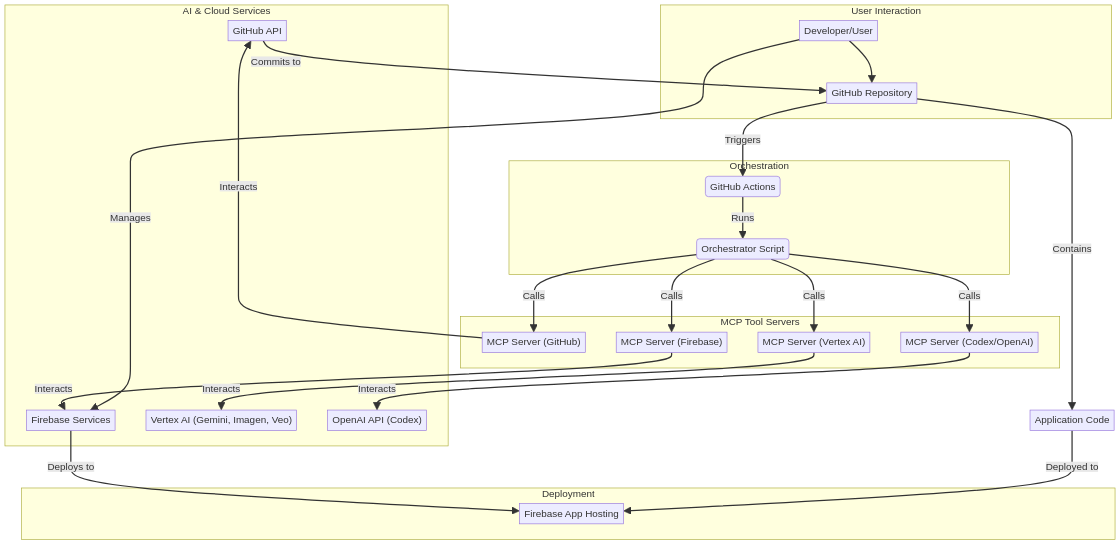 AI & Cloud Services
User Interaction
GitHub API
Developer/User
Commits to
GitHub Repository
Triggers
Orchestration
GitHub Actions
Interacts
Manages
Runs
Contains
Orchestrator Script
Calls
Calls
Calls
Calls
MCP Tool Servers
MCP Server (GitHub)
MCP Server (Firebase)
MCP Server (Vertex AI)
MCP Server (Codex/OpenAI)
Interacts
Interacts
Interacts
Firebase Services
Vertex AI (Gemini, Imagen, Veo)
OpenAI API (Codex)
Application Code
Deploys to
Deployed to
Deployment
Firebase App Hosting